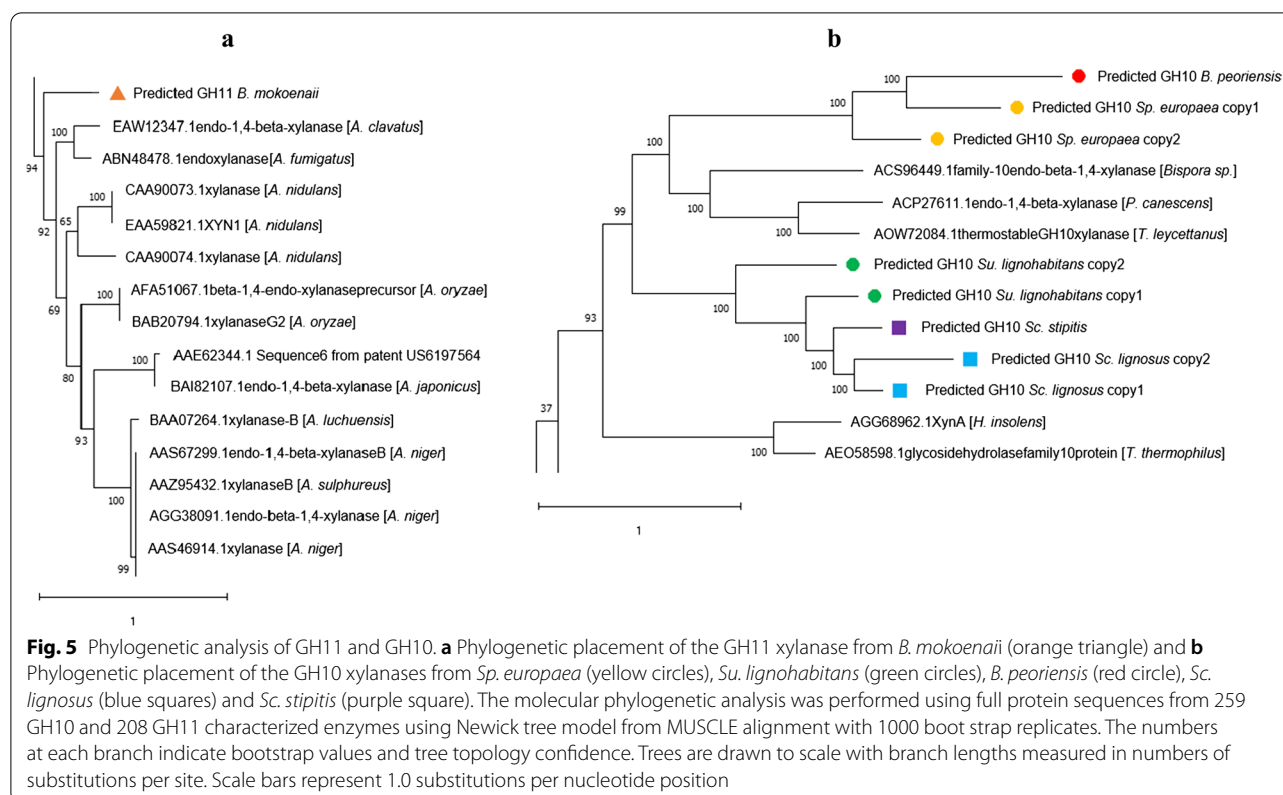 a
94
Predicted GH11 B. mokoenaii
100
EAW12347.1endo-1,4-beta-xylanase [A. clavatus]
ABN48478.1endoxylanase[A. fumigatus]
92
65
100
CAA90073.1xylanase [A. nidulans]
EAA59821.1XYN1 [A. nidulans]
CAA90074.1xylanase [A. nidulans]
69
100
AFA51067.1beta-1,4-endo-xylanaseprecursor [A. oryzae]
BAB20794.1xylanaseG2 [A. oryzae]
80
100
AAE62344.1 Sequence6 from patent US6197564
BAI82107.1endo-1,4-beta-xylanase [A. japonicus]
93
BAA07264.1xylanase-B [A. luchuensis]
AAS67299.1endo-1,4-beta-xylanaseB [A. niger]
AAZ95432.1xylanaseB [A. sulphureus]
100
AGG38091.1endo-beta-1,4-xylanase [A. niger]
AAS46914.1xylanase [A. niger]
99
1
b
100
100
Predicted GH10 B. peoriensis
Predicted GH10 Sp. europaea copy1
Predicted GH10 Sp. europaea copy2
100
ACS96449.1family-10endo-beta-1,4-xylanase [Bispora sp.]
100
ACP27611.1endo-1,4-beta-xylanase [P. canescens]
100
AOW72084.1thermostableGH10xylanase [T. leycettanus]
99
Predicted GH10 Su. lignohabitans copy2
100
Predicted GH10 Su. lignohabitans copy1
100
Predicted GH10 Sc. stipitis
100
Predicted GH10 Sc. lignosus copy2
100
Predicted GH10 Sc. lignosus copy1
93
37
AGG68962.1XynA [H. insolens]
100
AEO58598.1glycosidehydrolasefamily10protein [T. thermophilus]
1
Fig. 5 Phylogenetic analysis of GH11 and GH10. a Phylogenetic placement of the GH11 xylanase from B. mokoenaii (orange triangle) and b
Phylogenetic placement of the GH10 xylanases from Sp. europaea (yellow circles), Su. lignohabitans (green circles), B. peoriensis (red circle), Sc.
lignosus (blue squares) and Sc. stipitis (purple square). The molecular phylogenetic analysis was performed using full protein sequences from 259
GH10 and 208 GH11 characterized enzymes using Newick tree model from MUSCLE alignment with 1000 boot strap replicates. The numbers
at each branch indicate bootstrap values and tree topology confidence. Trees are drawn to scale with branch lengths measured in numbers of
substitutions per site. Scale bars represent 1.0 substitutions per nucleotide position